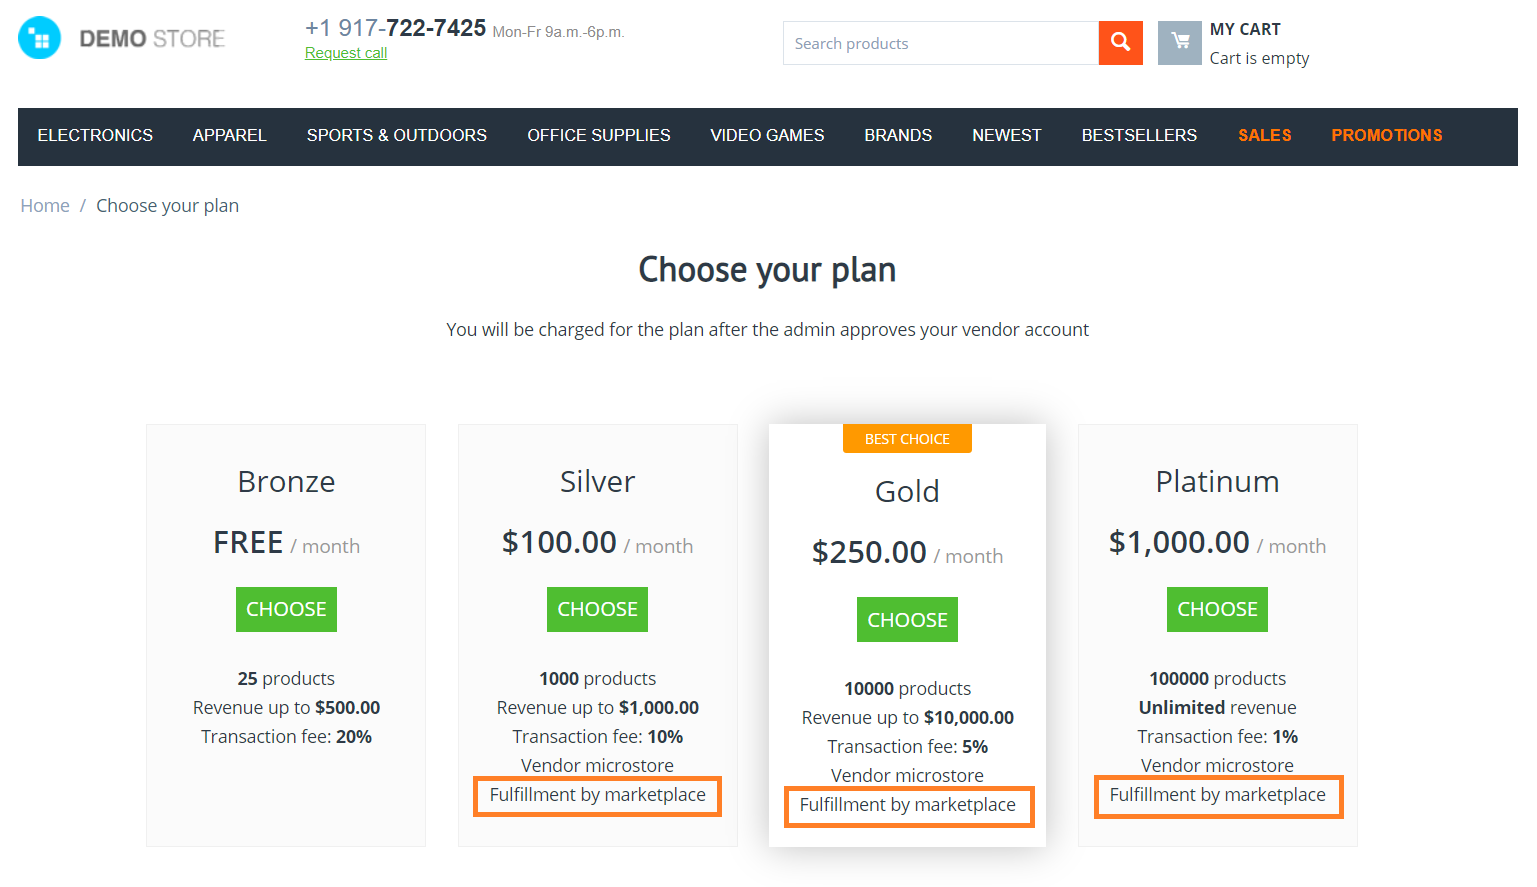 DEMO STORE
+1 917-722-7425 Mon-Fr 9a.m.-6p.m.
Request call
Search products
MY CART
Cart is empty
ELECTRONICS APPAREL SPORTS & OUTDOORS OFFICE SUPPLIES VIDEO GAMES BRANDS NEWEST BESTSELLERS SALES PROMOTIONS
Home / Choose your plan
Choose your plan
You will be charged for the plan after the admin approves your vendor account
Bronze
FREE / month
CHOOSE
25 products
Revenue up to $500.00
Transaction fee: 20%
Silver
$100.00 / month
CHOOSE
1000 products
Revenue up to $1,000.00
Transaction fee: 10%
Vendor microstore
Fulfillment by marketplace
BEST CHOICE
Gold
$250.00 / month
CHOOSE
10000 products
Revenue up to $10,000.00
Transaction fee: 5%
Vendor microstore
Fulfillment by marketplace
Platinum
$1,000.00 / month
CHOOSE
100000 products
Unlimited revenue
Transaction fee: 1%
Vendor microstore
Fulfillment by marketplace